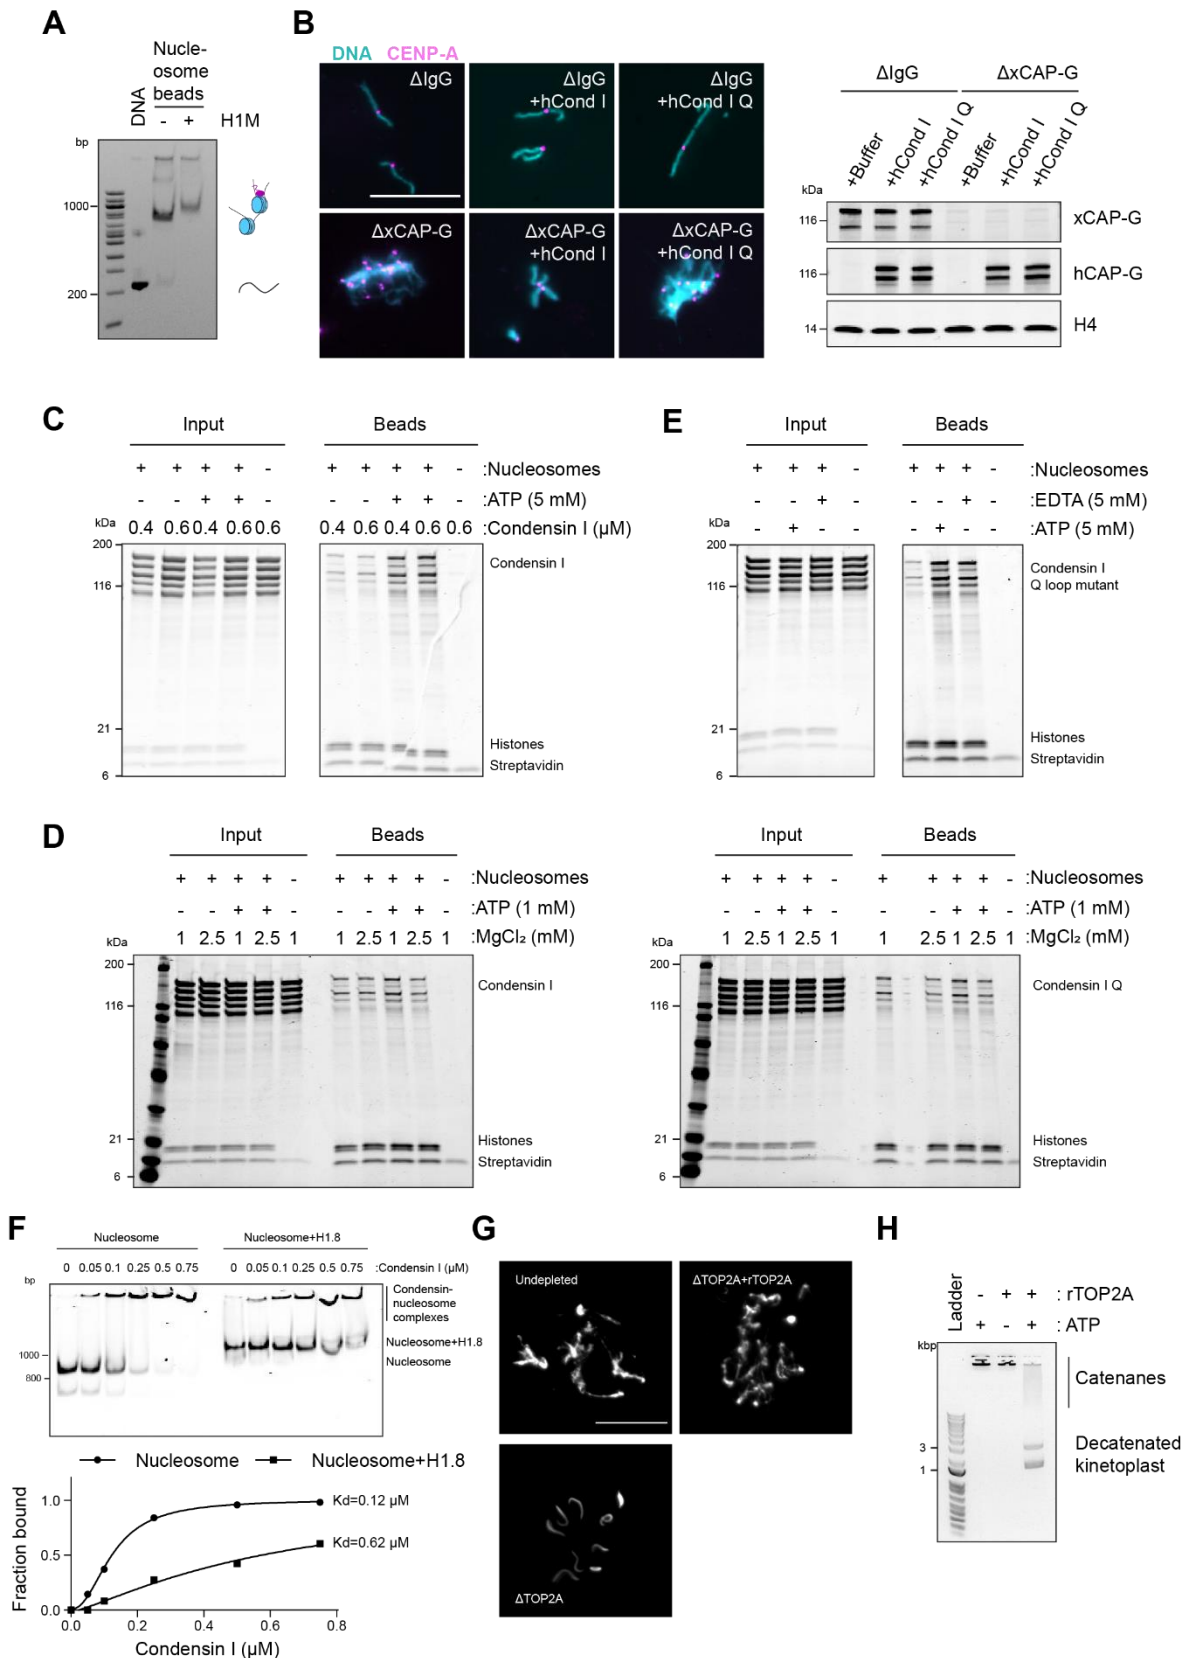 A
Nucle-
osome
beads
DNA
- +
H1M
bp
1000
200
B
DNA CENP-A
ΔIgG
ΔIgG
+hCond I
ΔIgG
+hCond I Q
ΔxCAP-G
ΔxCAP-G
+hCond I
ΔxCAP-G
+hCond I Q
ΔIgG ΔxCAP-G
+Buffer +hCond I +hCond I Q +Buffer +hCond I +hCond I Q
kDa
116 xCAP-G
116 hCAP-G
14 H4
C
Input Beads
+ + + + - + + + + - :Nucleosomes
- - + + - - - + + - :ATP (5 mM)
kDa
0.4 0.6 0.4 0.6 0.6 0.4 0.6 0.4 0.6 0.6 :Condensin I (μM)
200
Condensin I
116
21
Histones
Streptavidin
6
E
Input Beads
+ + + - + + + - :Nucleosomes
- - + - - - + - :EDTA (5 mM)
- + - - - + - - :ATP (5 mM)
kDa
200
Condensin I
Q loop mutant
116
21
Histones
Streptavidin
6
D
Input Beads
+ + + + - + + + + - :Nucleosomes
- - + + - - - + + - :ATP (1 mM)
1 2.5 1 2.5 1 1 2.5 1 2.5 1 :MgCl₂ (mM)
kDa
200
Condensin I
116
21
Histones
Streptavidin
6
Input Beads
+ + + + - + + + + - :Nucleosomes
- - + + - - - + + - :ATP (1 mM)
1 2.5 1 2.5 1 1 2.5 1 2.5 1 :MgCl₂ (mM)
kDa
200
Condensin I Q
116
21
Histones
Streptavidin
6
F
Nucleosome Nucleosome+H1.8
0 0.05 0.1 0.25 0.5 0.75 0 0.05 0.1 0.25 0.5 0.75 :Condensin I (μM)
bp
Condensin-
nucleosome
complexes
Nucleosome+H1.8
1000
Nucleosome
800
Nucleosome Nucleosome+H1.8
Fraction bound
1.0
0.5
0.0
Kd=0.12 μM
Kd=0.62 μM
0.0 0.2 0.4 0.6 0.8
Condensin I (μM)
G
Undepleted
ΔTOP2A+rTOP2A
ΔTOP2A
H
Ladder
- + + : rTOP2A
+ - + : ATP
kbp
Catenanes
3
1
Decatenated
kinetoplast